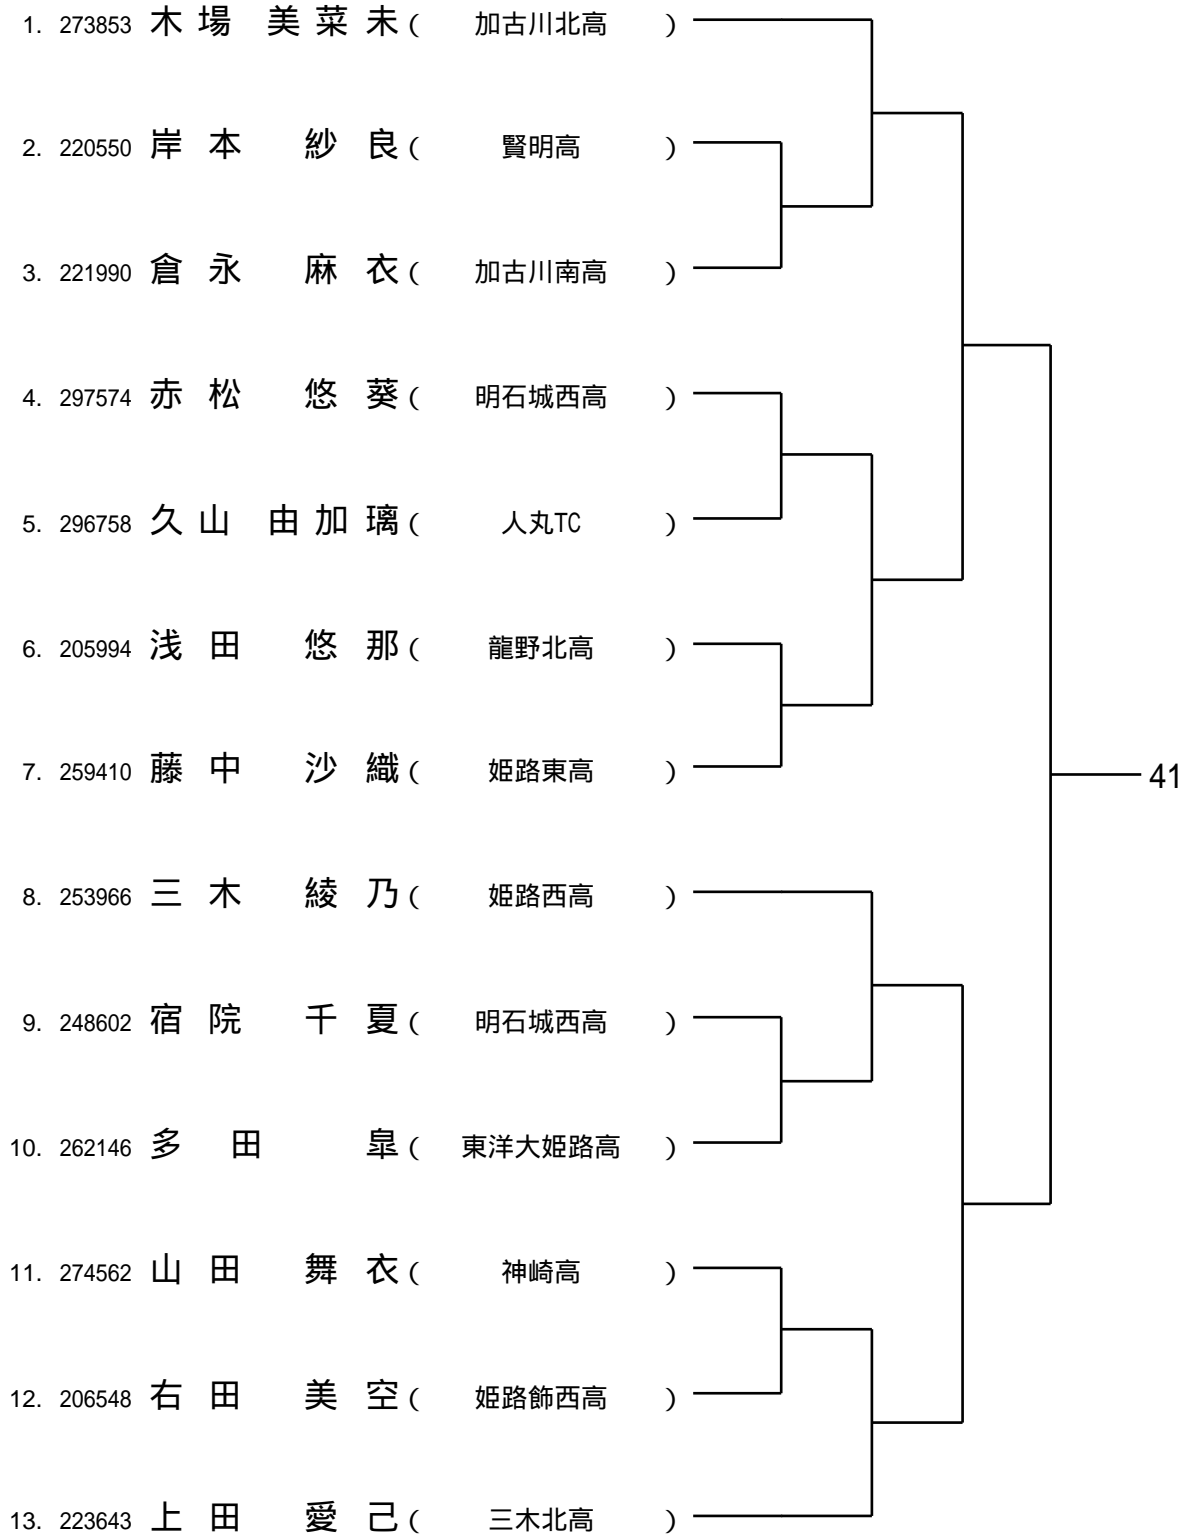 1. 273853 木場 美菜未 ( 加古川北高 )
2. 220550 岸本 紗良 ( 賢明高 )
3. 221990 倉永 麻衣 ( 加古川南高 )
4. 297574 赤松 悠葵 ( 明石城西高 )
5. 296758 久山 由加璃 ( 人丸TC )
6. 205994 浅田 悠那 ( 龍野北高 )
7. 259410 藤中 沙織 ( 姫路東高 )
41
8. 253966 三木 綾乃 ( 姫路西高 )
9. 248602 宿院 千夏 ( 明石城西高 )
10. 262146 多田 皐 ( 東洋大姫路高 )
11. 274562 山田 舞衣 ( 神崎高 )
12. 206548 右田 美空 ( 姫路飾西高 )
13. 223643 上田 愛己 ( 三木北高 )